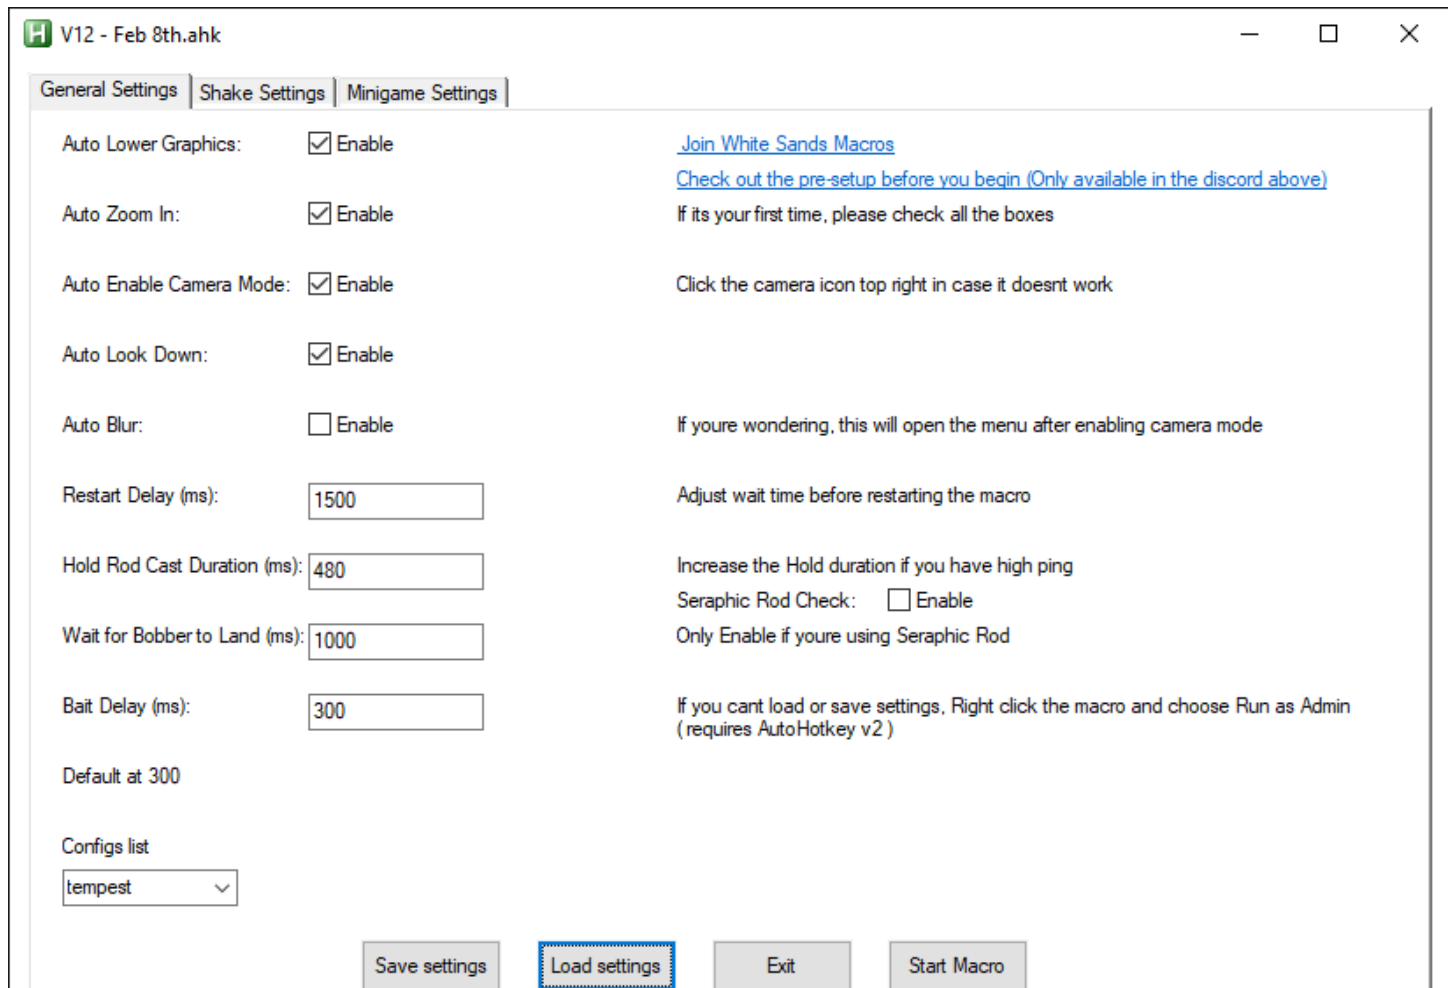 V12 - Feb 8th.ahk
General Settings Shake Settings Minigame Settings
Auto Lower Graphics: Enable Join White Sands Macros
Check out the pre-setup before you begin (Only available in the discord above)
Auto Zoom In: Enable If its your first time, please check all the boxes
Auto Enable Camera Mode: Enable Click the camera icon top right in case it doesnt work
Auto Look Down: Enable
Auto Blur: Enable If youre wondering, this will open the menu after enabling camera mode
Restart Delay (ms): 1500 Adjust wait time before restarting the macro
Hold Rod Cast Duration (ms): 480 Increase the Hold duration if you have high ping
Seraphic Rod Check: Enable
Wait for Bobber to Land (ms): 1000 Only Enable if youre using Seraphic Rod
Bait Delay (ms): 300 If you cant load or save settings, Right click the macro and choose Run as Admin
( requires AutoHotkey v2 )
Default at 300
Configs list
tempest
Save settings Load settings Exit Start Macro